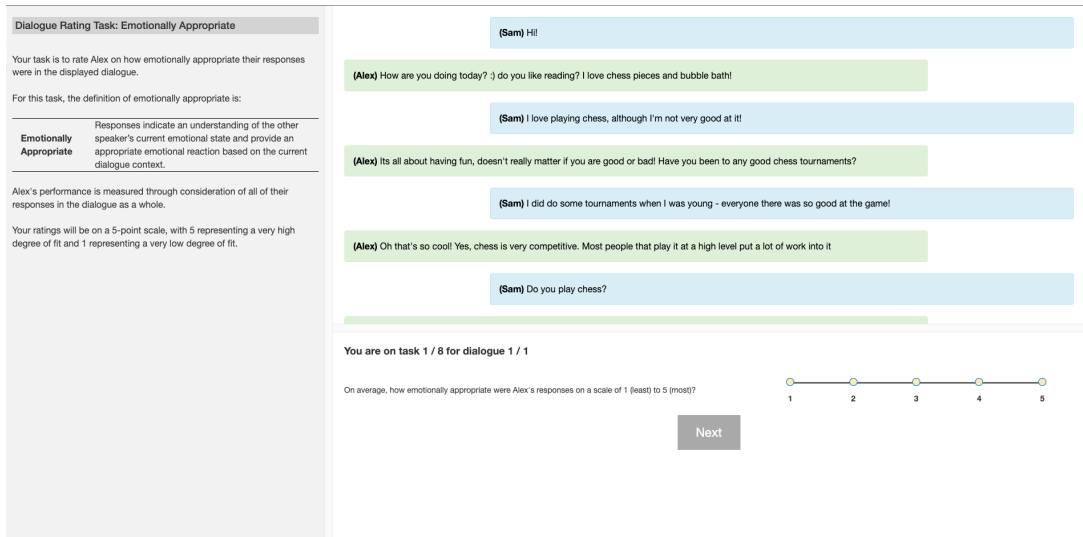 Dialogue Rating Task: Emotionally Appropriate
Your task is to rate Alex on how emotionally appropriate their responses
were in the displayed dialogue.
For this task, the definition of emotionally appropriate is:
Emotionally Appropriate
Responses indicate an understanding of the other
speaker's current emotional state and provide an
appropriate emotional reaction based on the current
dialogue context.
Alex's performance is measured through consideration of all of their
responses in the dialogue as a whole.
Your ratings will be on a 5-point scale, with 5 representing a very high
degree of fit and 1 representing a very low degree of fit.
(Sam) Hi!
(Alex) How are you doing today? :) do you like reading? I love chess pieces and bubble bath!
(Sam) I love playing chess, although I'm not very good at it!
(Alex) Its all about having fun, doesn't really matter if you are good or bad! Have you been to any good chess tournaments?
(Sam) I did do some tournaments when I was young - everyone there was so good at the game!
(Alex) Oh that's so cool! Yes, chess is very competitive. Most people that play it at a high level put a lot of work into it
(Sam) Do you play chess?
You are on task 1 / 8 for dialogue 1 / 1
On average, how emotionally appropriate were Alex's responses on a scale of 1 (least) to 5 (most)?
1 2 3 4 5
Next